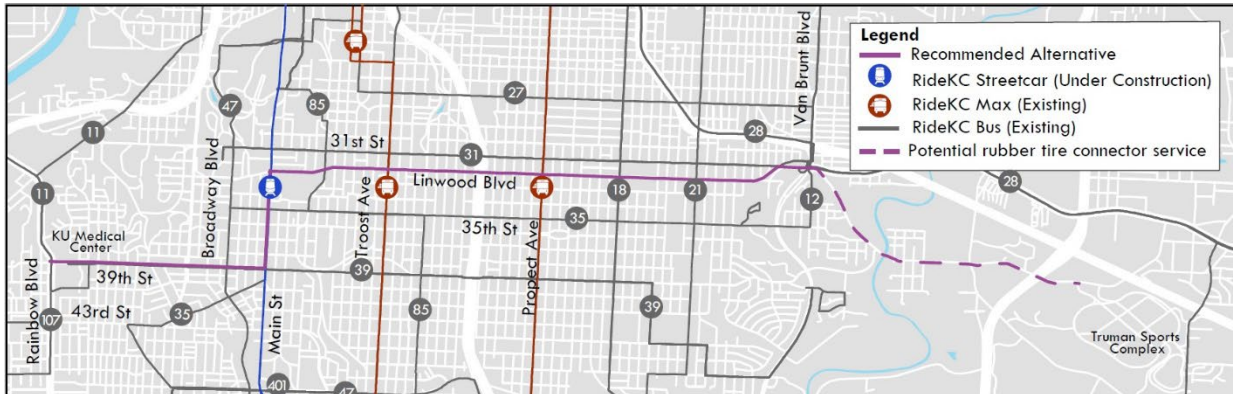 Legend
Recommended Alternative
RideKC Streetcar (Under Construction)
RideKC Max (Existing)
RideKC Bus (Existing)
Potential rubber tire connector service
Van Brunt Blvd
27
47
85
11
28
31st St
31
Broadway Blvd
Linwood Blvd
Troost Ave
18
21
28
11
12
35
35th St
KU Medical
Center
39th St
39
Prospect Ave
Rainbow Blvd
43rd St
35
Main St
85
39
107
Truman Sports
Complex
401
47